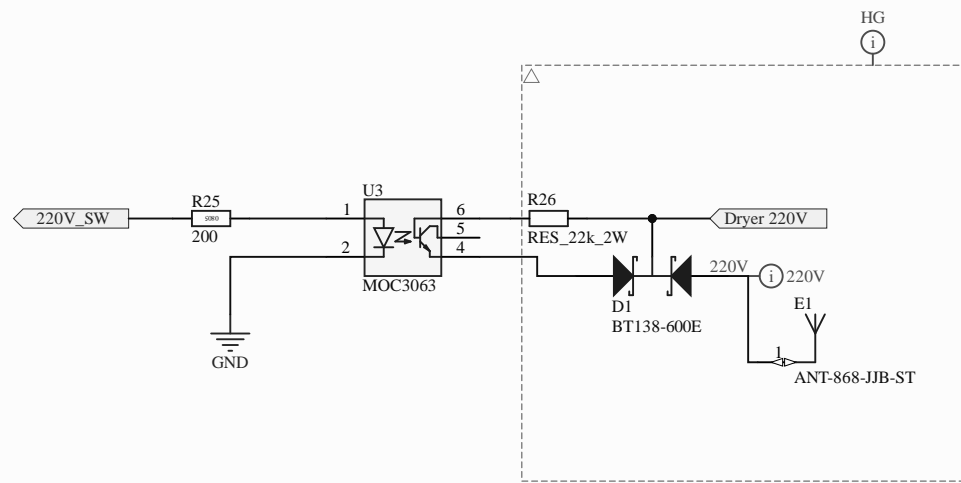 HG
i
R25
U3
R26
220V_SW
1
6
Dryer 220V
200
5
RES_22k_2W
2
4
MOC3063
220V
i
220V
D1
E1
BT138-600E
GND
1
ANT-868-JJB-ST